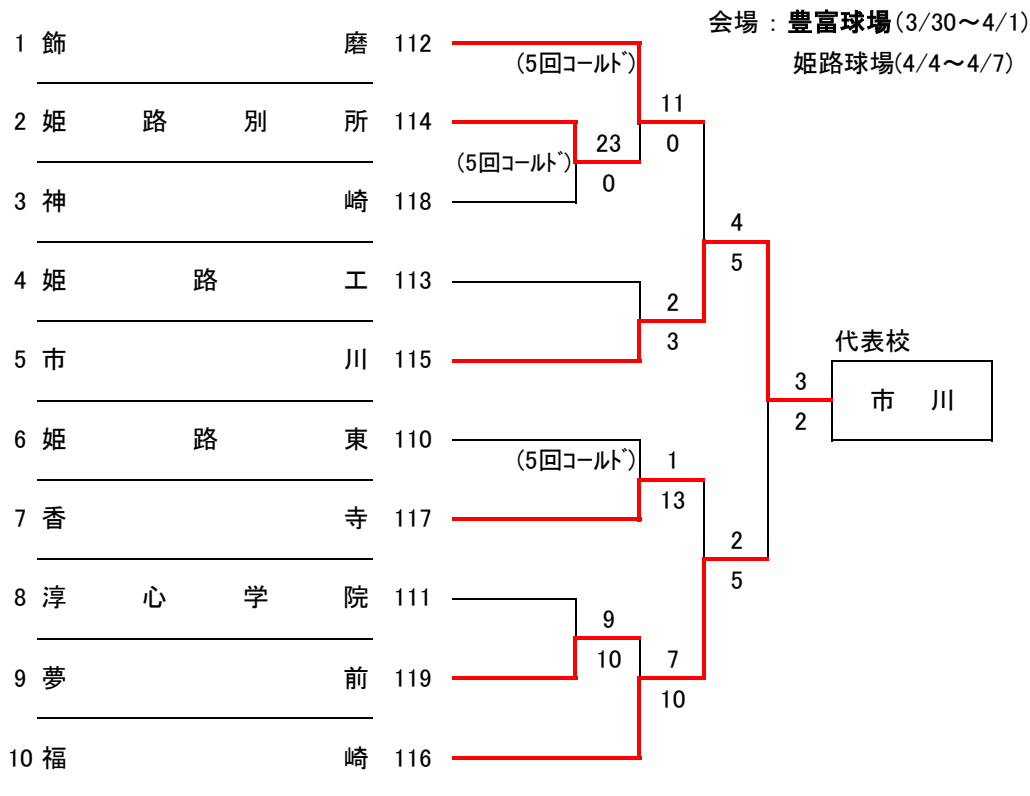 会場：豊富球場(3/30～4/1)
姫路球場(4/4～4/7)
1 飾磨 112
(5回ｺｰﾙﾄﾞ)
11
0
2 姫路別所 114
(5回ｺｰﾙﾄﾞ)
23
0
3 神崎 118
4
5
4 姫路工 113
2
3
5 市川 115
代表校
市川
3
2
6 姫路東 110
(5回ｺｰﾙﾄﾞ)
1
13
7 香寺 117
2
5
8 淳心学院 111
9
10
9 夢前 119
7
10
10 福崎 116